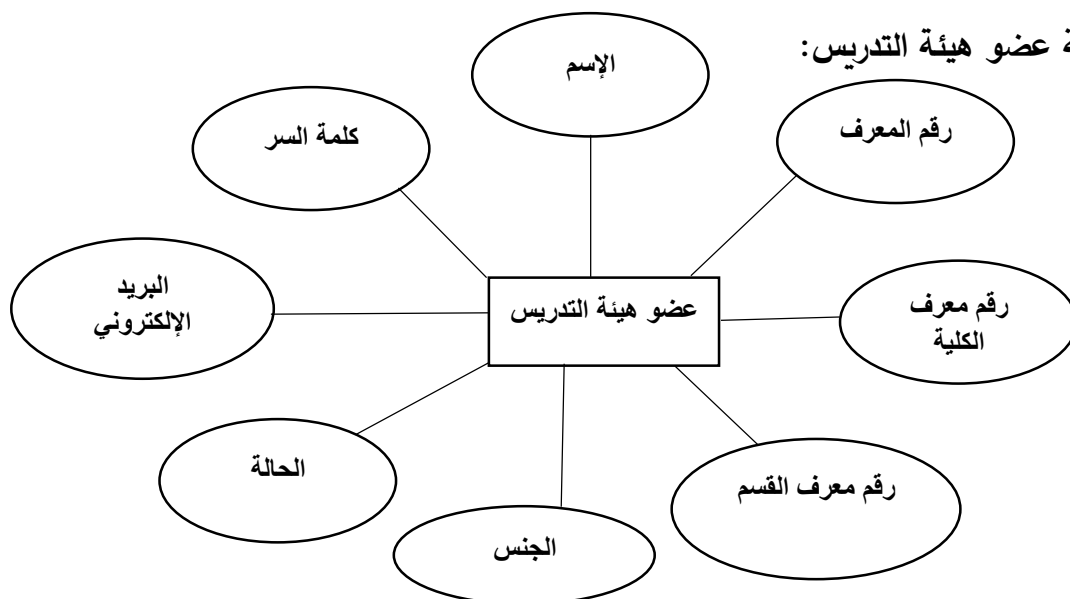 عضو هيئة التدريس:
الإسم
رقم المعرف
كلمة السر
البريد
الإلكتروني
عضو هيئة التدريس
رقم معرف
الكلية
الحالة
رقم معرف القسم
الجنس